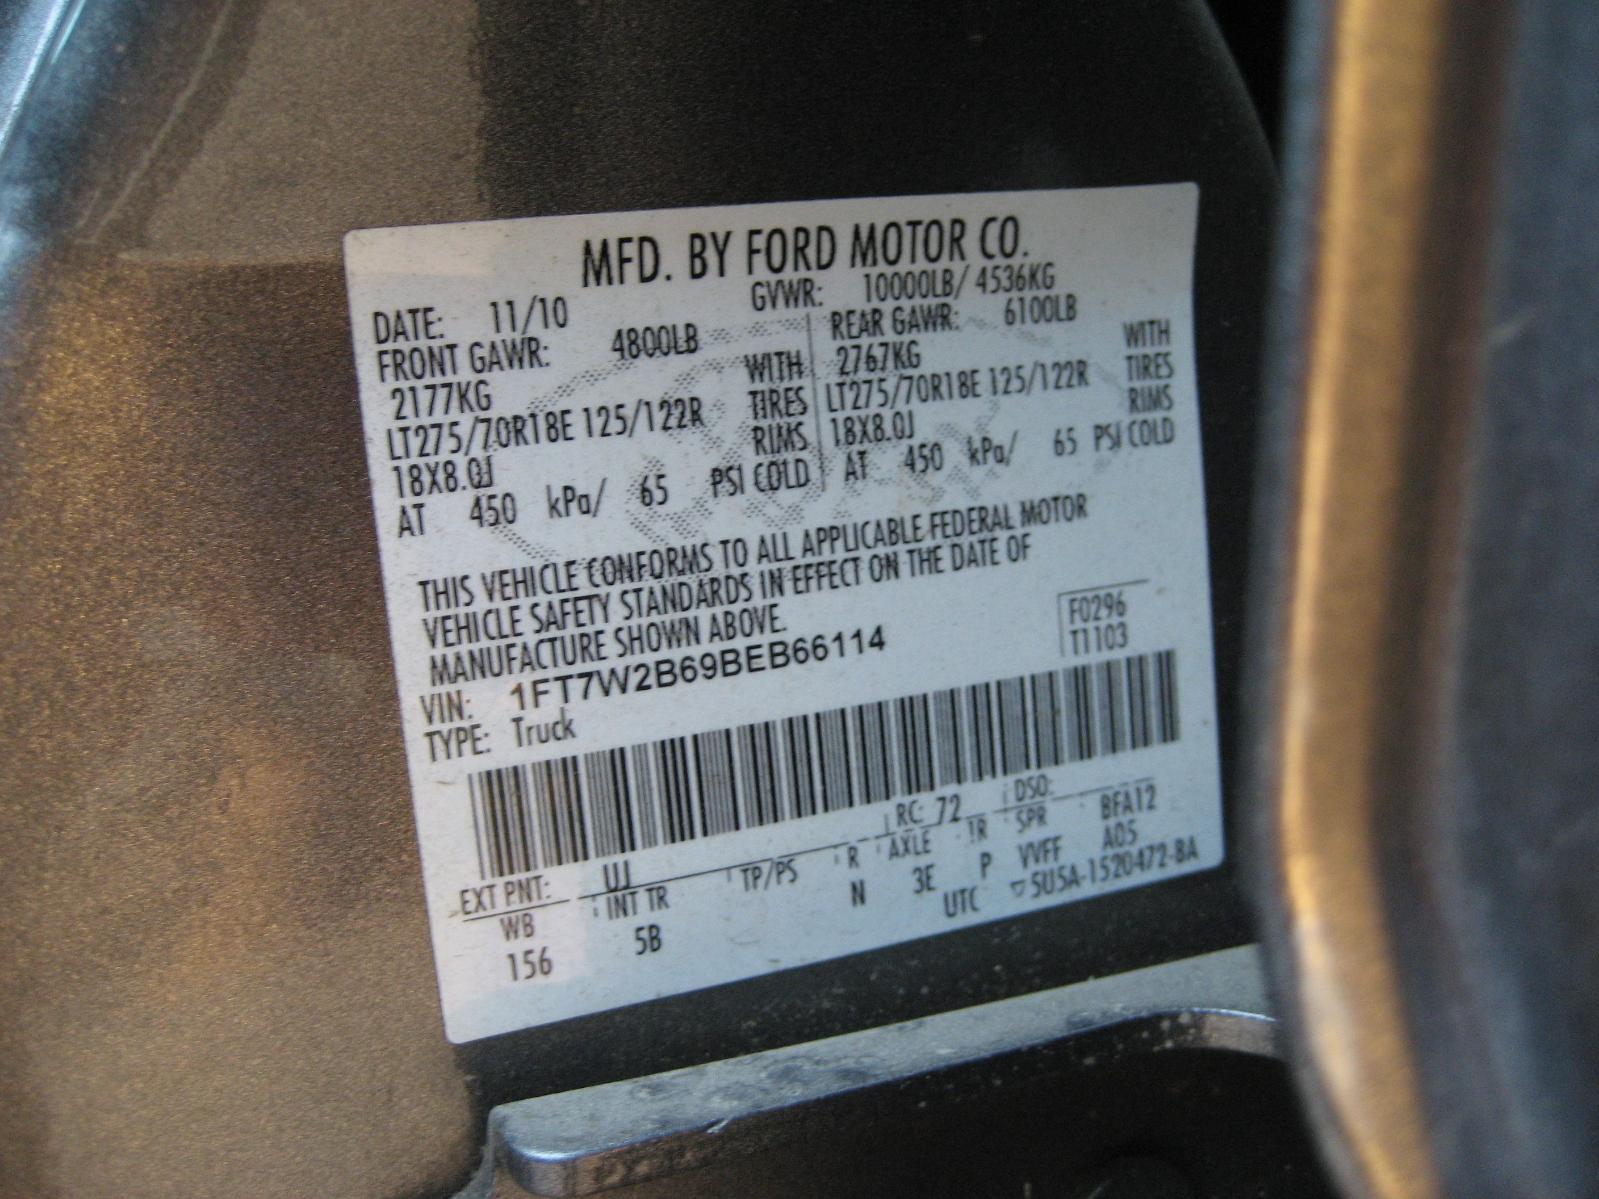 MFD. BY FORD MOTOR CO.
DATE: 11/10 GVWR: 10000LB/ 4536KG
FRONT GAWR: 4800LB REAR GAWR: 6100LB
2177KG WITH 2767KG WITH
LT275/70R18E 125/122R TIRES LT275/70R18E 125/122R TIRES
18X8.0J RIMS 18X8.0J RIMS
AT 450 kPa/ 65 PSI COLD AT 450 kPa/ 65 PSI COLD
THIS VEHICLE CONFORMS TO ALL APPLICABLE FEDERAL MOTOR
VEHICLE SAFETY STANDARDS IN EFFECT ON THE DATE OF
MANUFACTURE SHOWN ABOVE.
VIN: 1FT7W2B69BEB66114 F0296
TYPE: Truck T1103
EXT PNT: UJ RC: 72 DSO:
WB INT TR TP/PS R AXLE TR SPR BFA12
156 5B N 3E P VVFF A05
UTC ▽5U5A-1520472-BA